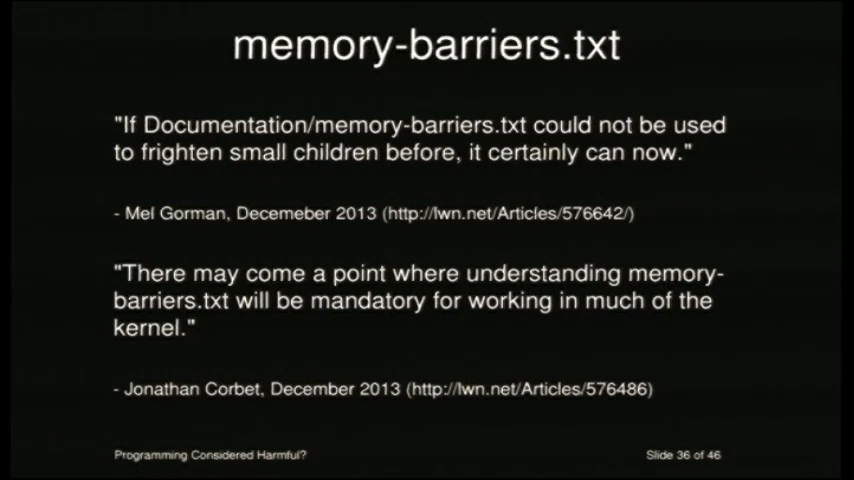 memory-barriers.txt
"If Documentation/memory-barriers.txt could not be used
to frighten small children before, it certainly can now."
- Mel Gorman, Decemeber 2013 (http://lwn.net/Articles/576642/)
"There may come a point where understanding memory-
barriers.txt will be mandatory for working in much of the
kernel."
- Jonathan Corbet, December 2013 (http://lwn.net/Articles/576486)
Programming Considered Harmful?
Slide 36 of 46